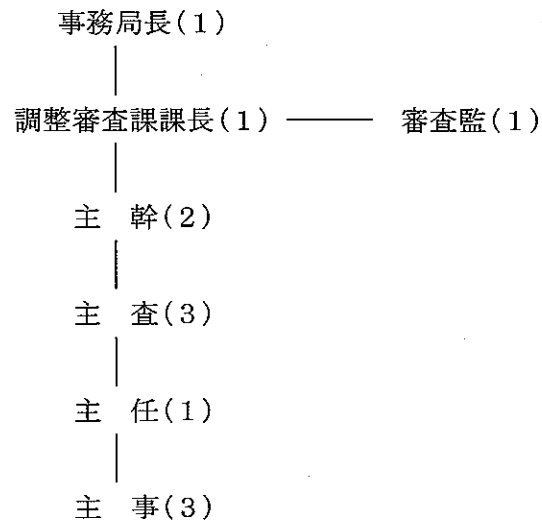 事務局長(1)
調整審査課課長(1) 審査監(1)
主 幹(2)
主 査(3)
主 任(1)
主 事(3)